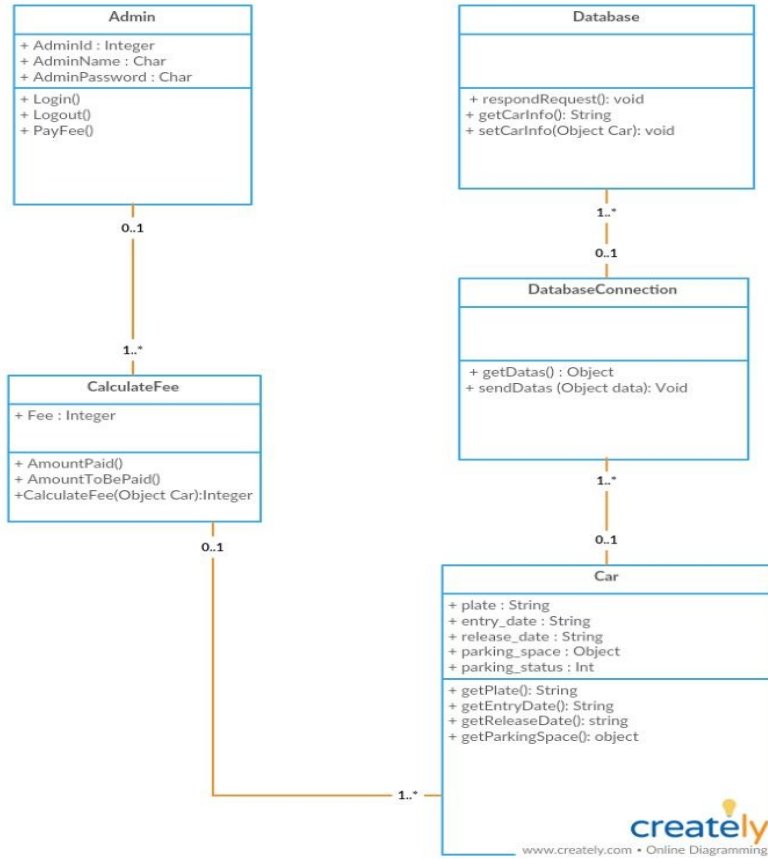 Admin
+ AdminId : Integer
+ AdminName : Char
+ AdminPassword : Char
+ Login()
+ Logout()
+ PayFee()
0..1
1..*
CalculateFee
+ Fee : Integer
+ AmountPaid()
+ AmountToBePaid()
+CalculateFee(Object Car):Integer
0..1
1..*
Database
+ respondRequest(): void
+ getCarInfo(): String
+ setCarInfo(Object Car): void
1..*
0..1
DatabaseConnection
+ getDatas() : Object
+ sendDatas (Object data): Void
1..*
0..1
Car
+ plate : String
+ entry_date : String
+ release_date : String
+ parking_space : Object
+ parking_status : Int
+ getPlate(): String
+ getEntryDate(): String
+ getReleaseDate(): string
+ getParkingSpace(): object
creately
www.creately.com • Online Diagramming